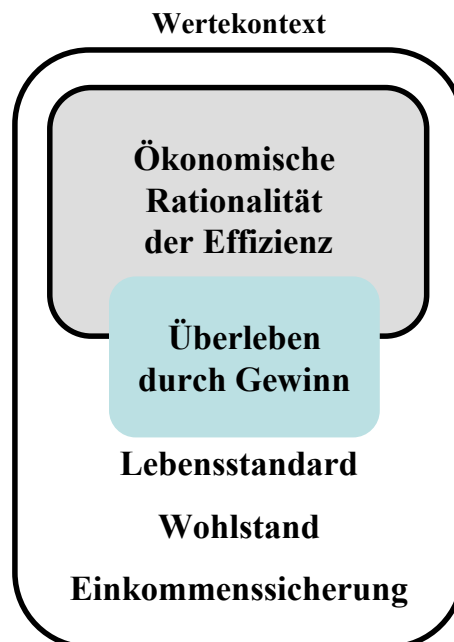 Wertekontext
Ökonomische
Rationalität
der Effizienz
Überleben
durch Gewinn
Lebensstandard
Wohlstand
Einkommenssicherung